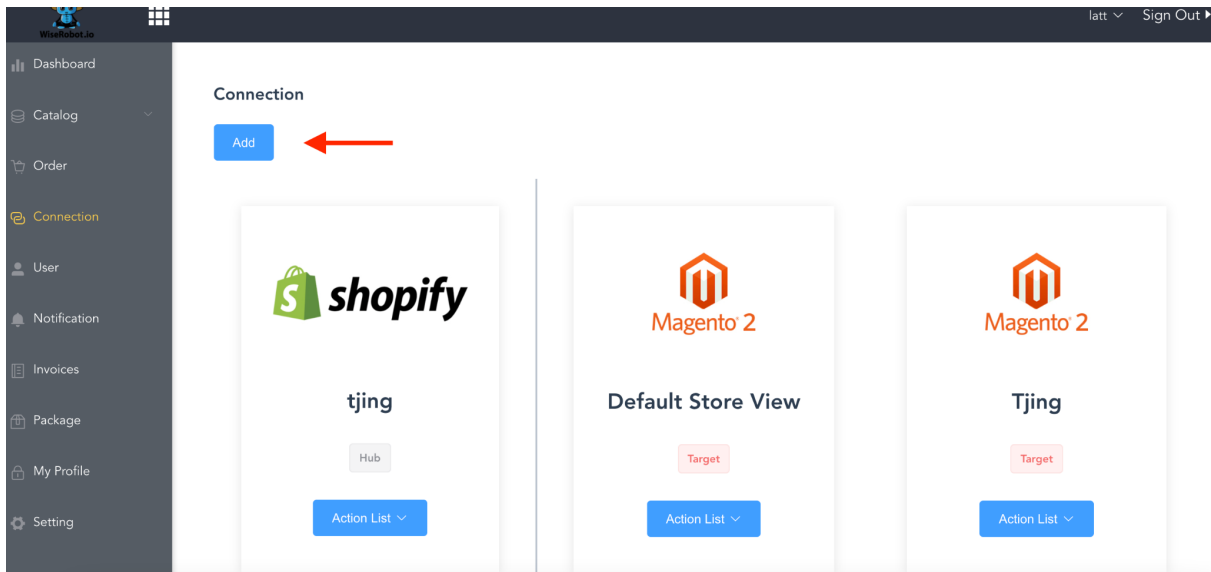 WiseRobot.io
latt
Sign Out
Dashboard
Catalog
Order
Connection
User
Notification
Invoices
Package
My Profile
Setting
Connection
Add
shopify
tjing
Hub
Action List
Magento 2
Default Store View
Target
Action List
Magento 2
Tjing
Target
Action List